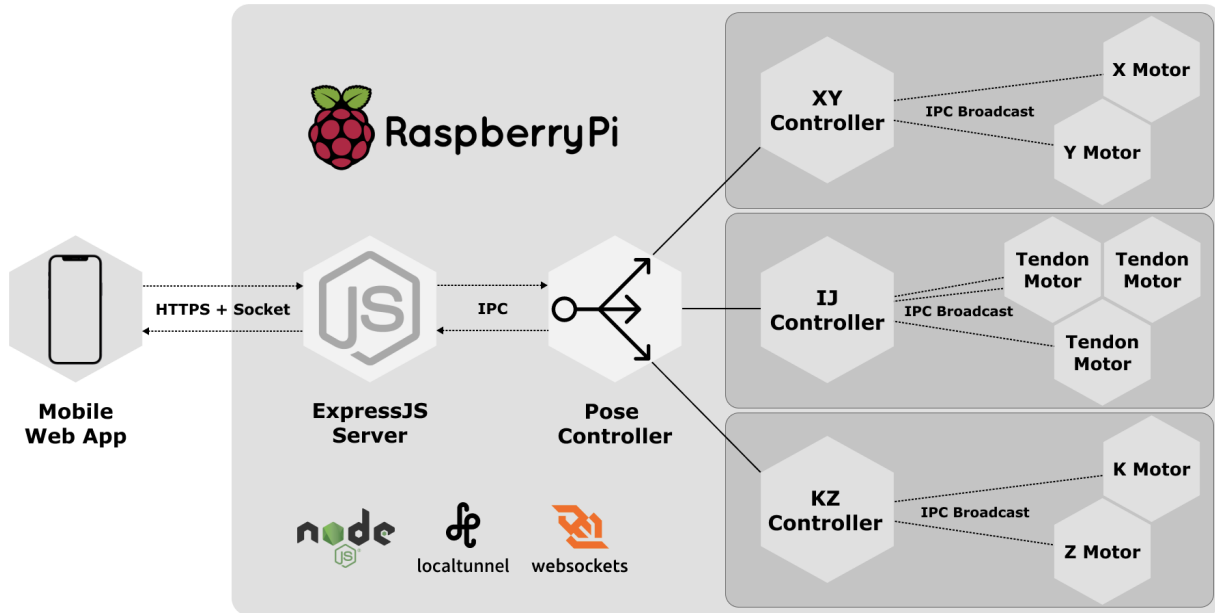 RaspberryPi
XY
Controller
IPC Broadcast
X Motor
Y Motor
HTTPS + Socket
JS
IPC
IJ
Controller
IPC Broadcast
Tendon
Motor
Tendon
Motor
Tendon
Motor
Mobile
Web App
ExpressJS
Server
Pose
Controller
KZ
Controller
IPC Broadcast
K Motor
Z Motor
node
JS
localtunnel
websockets